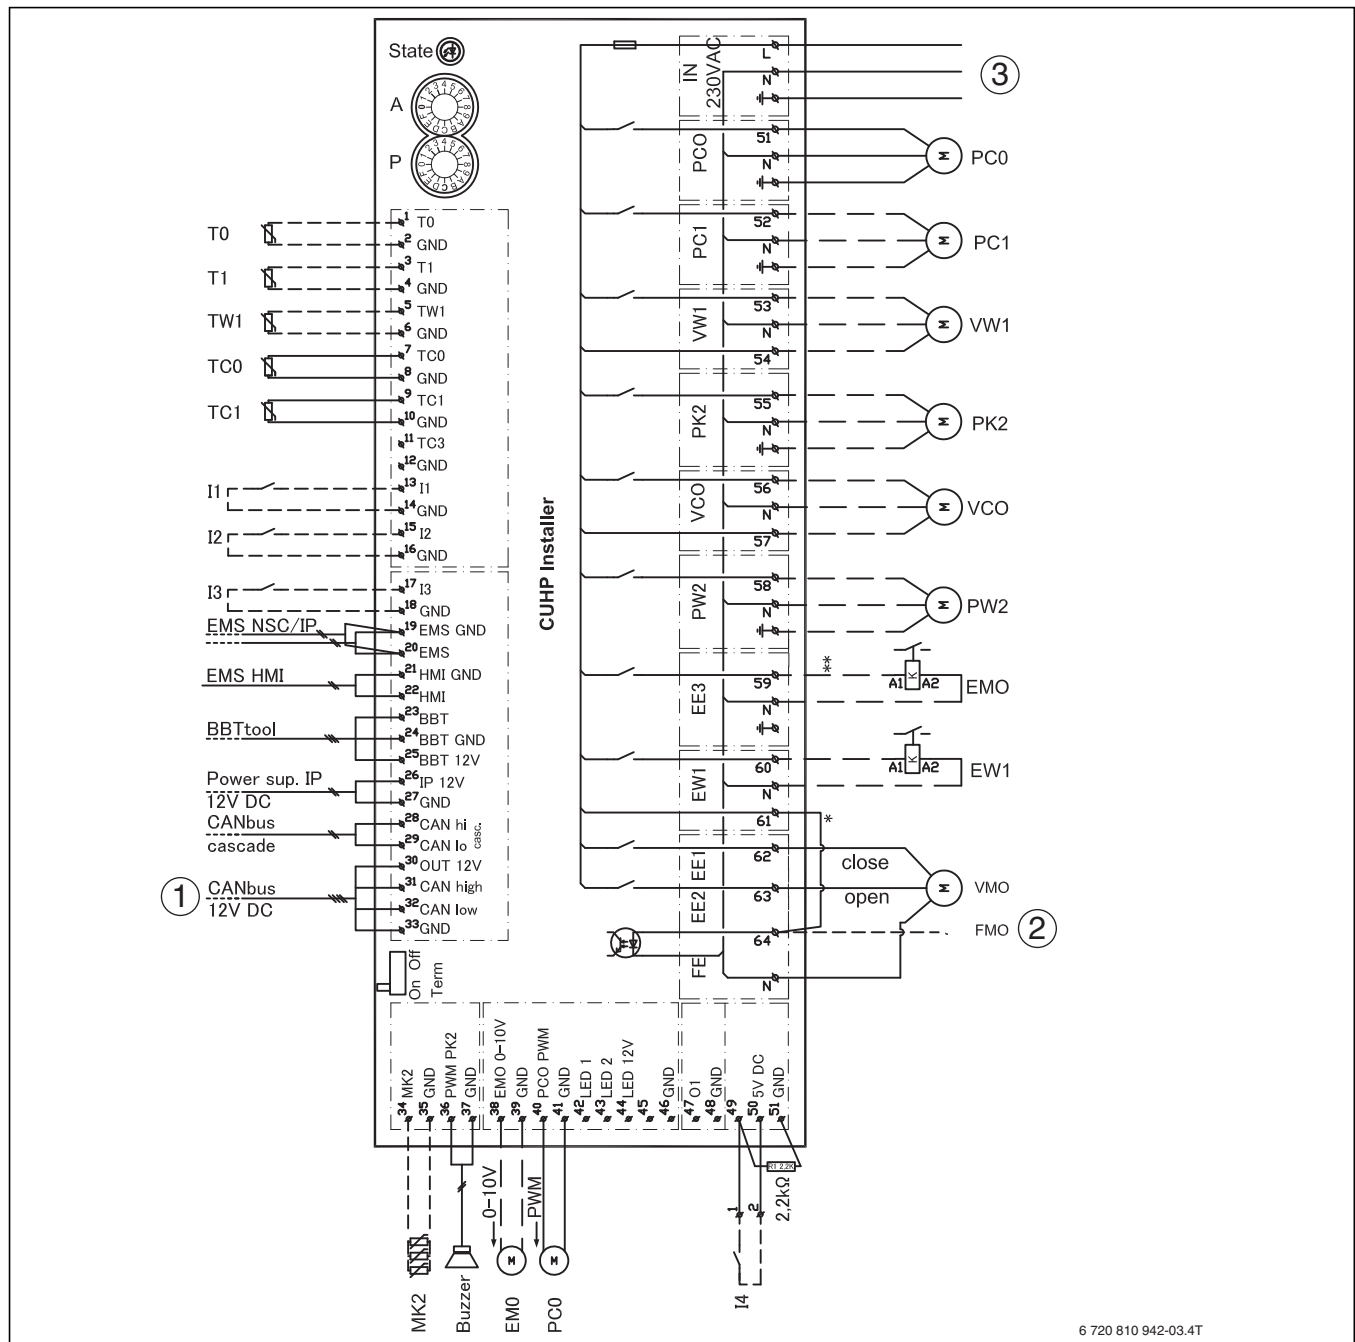 State
A
P
0123456789ABCDEF
0123456789ABCDEF
T0
1 T0
2 GND
T1
3 T1
4 GND
TW1
5 TW1
6 GND
TC0
7 TC0
8 GND
TC1
9 TC1
10 GND
11 TC3
12 GND
I1
13 I1
14 GND
I2
15 I2
16 GND
I3
17 I3
18 GND
EMS NSC/IP
19 EMS GND
20 EMS
EMS HMI
21 HMI GND
22 HMI
BBTtool
23 BBT
24 BBT GND
25 BBT 12V
Power sup. IP
12V DC
26 IP 12V
27 GND
CANbus
cascade
28 CAN hi
29 CAN lo
casc.
1
CANbus
12V DC
30 OUT 12V
31 CAN high
32 CAN low
33 GND
On Off
Term
CUHP Installer
IN
230VAC
L
N
3
PCO
51
N
M
PC0
PC1
52
N
M
PC1
VW1
53
N
54
M
VW1
PK2
55
N
M
PK2
VCO
56
N
57
M
VCO
PW2
58
N
M
PW2
EE3
59
N
**
A1 K A2
EMO
EW1
60
N
61
*
A1 K A2
EW1
EE1
62
close
EE2
63
open
M
VMO
FE
64
N
FMO
2
34 MK2
35 GND
36 PWM PK2
37 GND
38 EMO 0-10V
39 GND
40 PCO PWM
41 GND
42 LED 1
43 LED 2
44 LED 12V
45
46 GND
47 O1
48 GND
49
50 5V DC
51 GND
0-10V
PWM
1
2
RT 2,2K
2,2kΩ
MK2
Buzzer
M
EM0
M
PC0
I4
6 720 810 942-03.4T